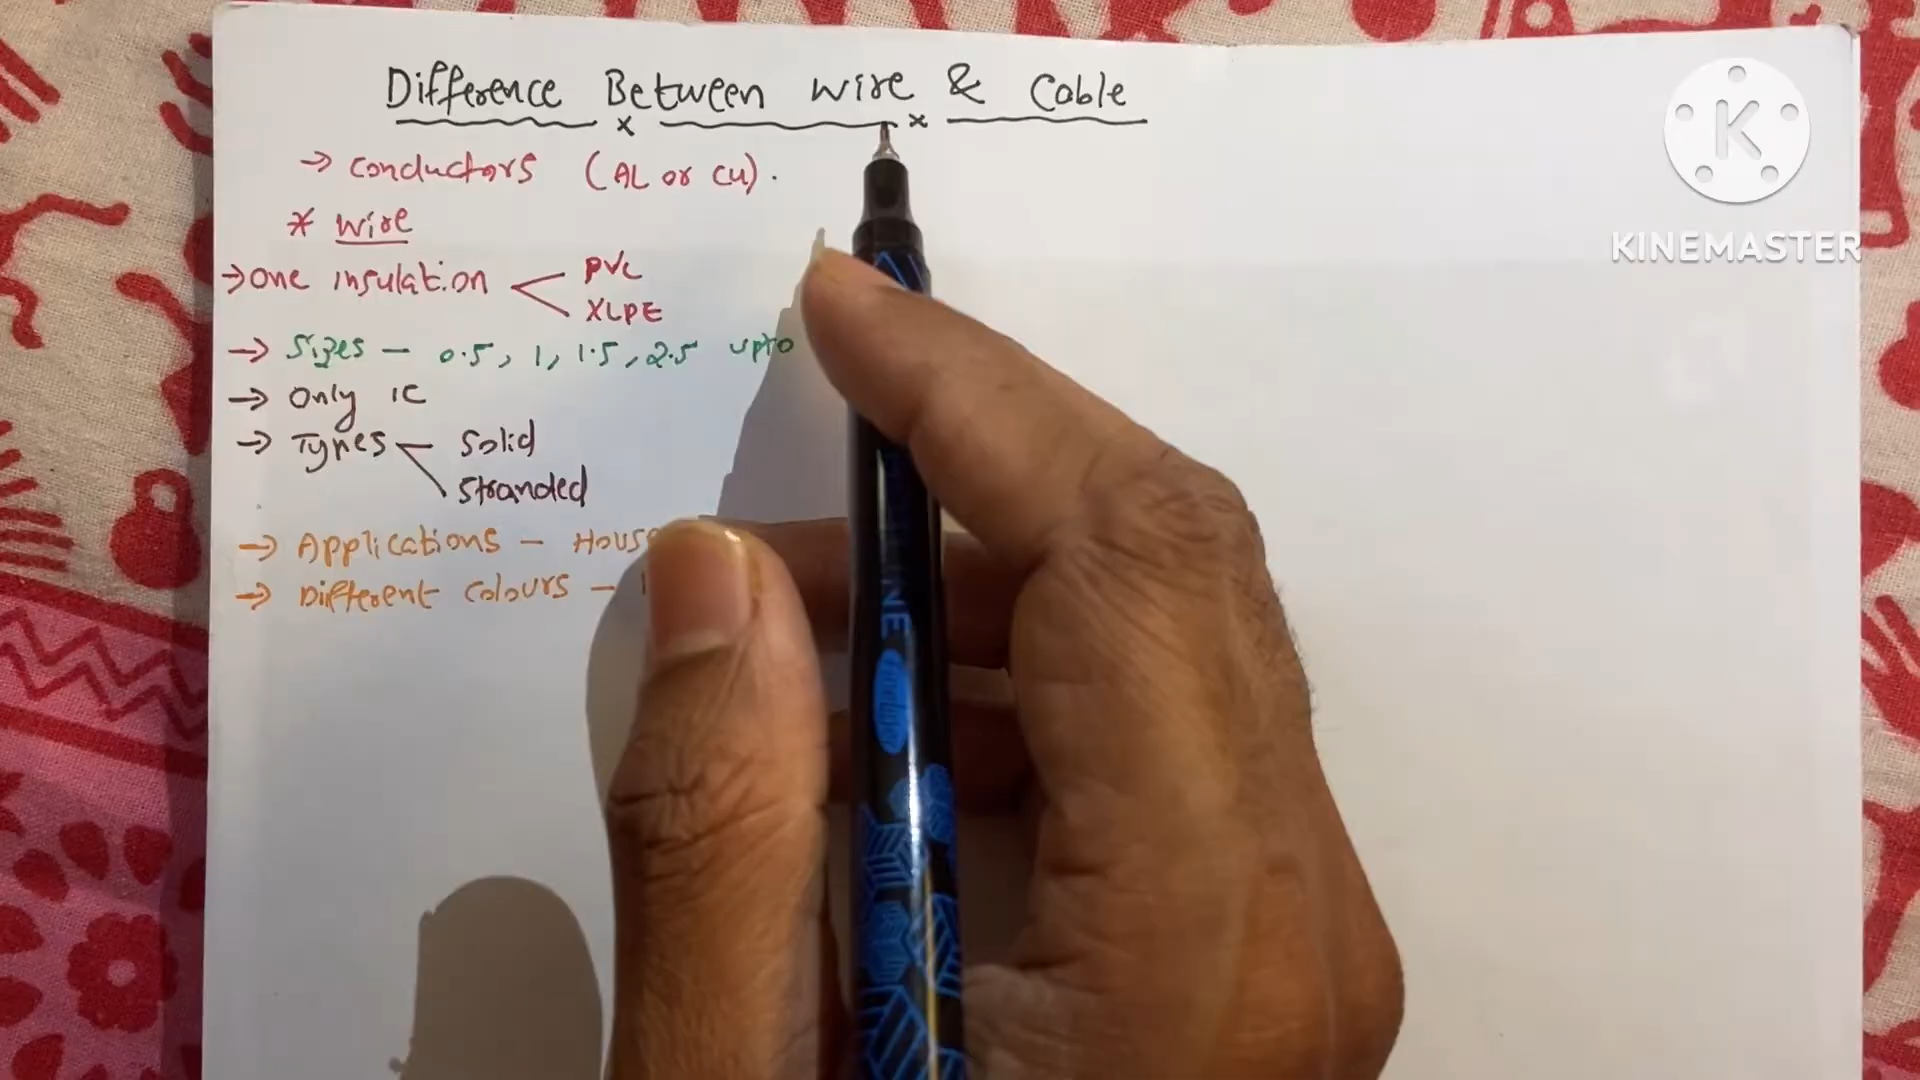 Difference Between wire & Cable
→ Conductors (AL or CU).
* Wire
→ One insulation
PVC
XLPE
→ Sizes - 0.5, 1, 1.5, 2.5 upto
→ Only 1C
→ Types
Solid
Stranded
→ Applications - House
→ Different Colours -
K
KINEMASTER